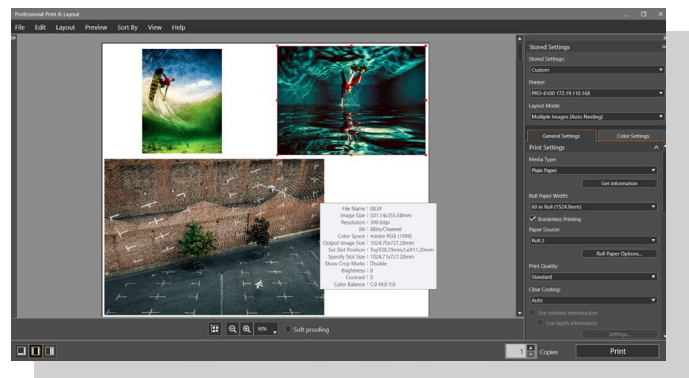 Professional Print & Layout
File Edit Layout Preview Sort By View Help
Stored Settings
Stored Settings:
Custom
Printer:
PRO-6100 172.19.110.168
Layout Mode:
Multiple Images (Auto Nesting)
General Settings Color Settings
Print Settings
Media Type:
Plain Paper
Get Information
Roll Paper Width:
60 in Roll (1524.0mm)
Borderless Printing
Paper Source:
Roll 2
Roll Paper Options...
Print Quality:
Standard
Clear Coating:
Auto
Use contrast reproduction
Use depth information
Settings...
File Name : 08.tif
Image Size : 501.14x355.68mm
Resolution : 300.0dpi
Bit : 8Bits/Channel
Color Space : Adobe RGB (1998)
Output Image Size : 1024.70x727.28mm
Set Slot Position : Top538.29mm/Left11.20mm
Specify Slot Size : 1024.71x727.28mm
Show Crop Marks : Disable
Brightness : 0
Contrast : 0
Color Balance : C:0 M:0 Y:0
50% Soft proofing
1 Copies Print